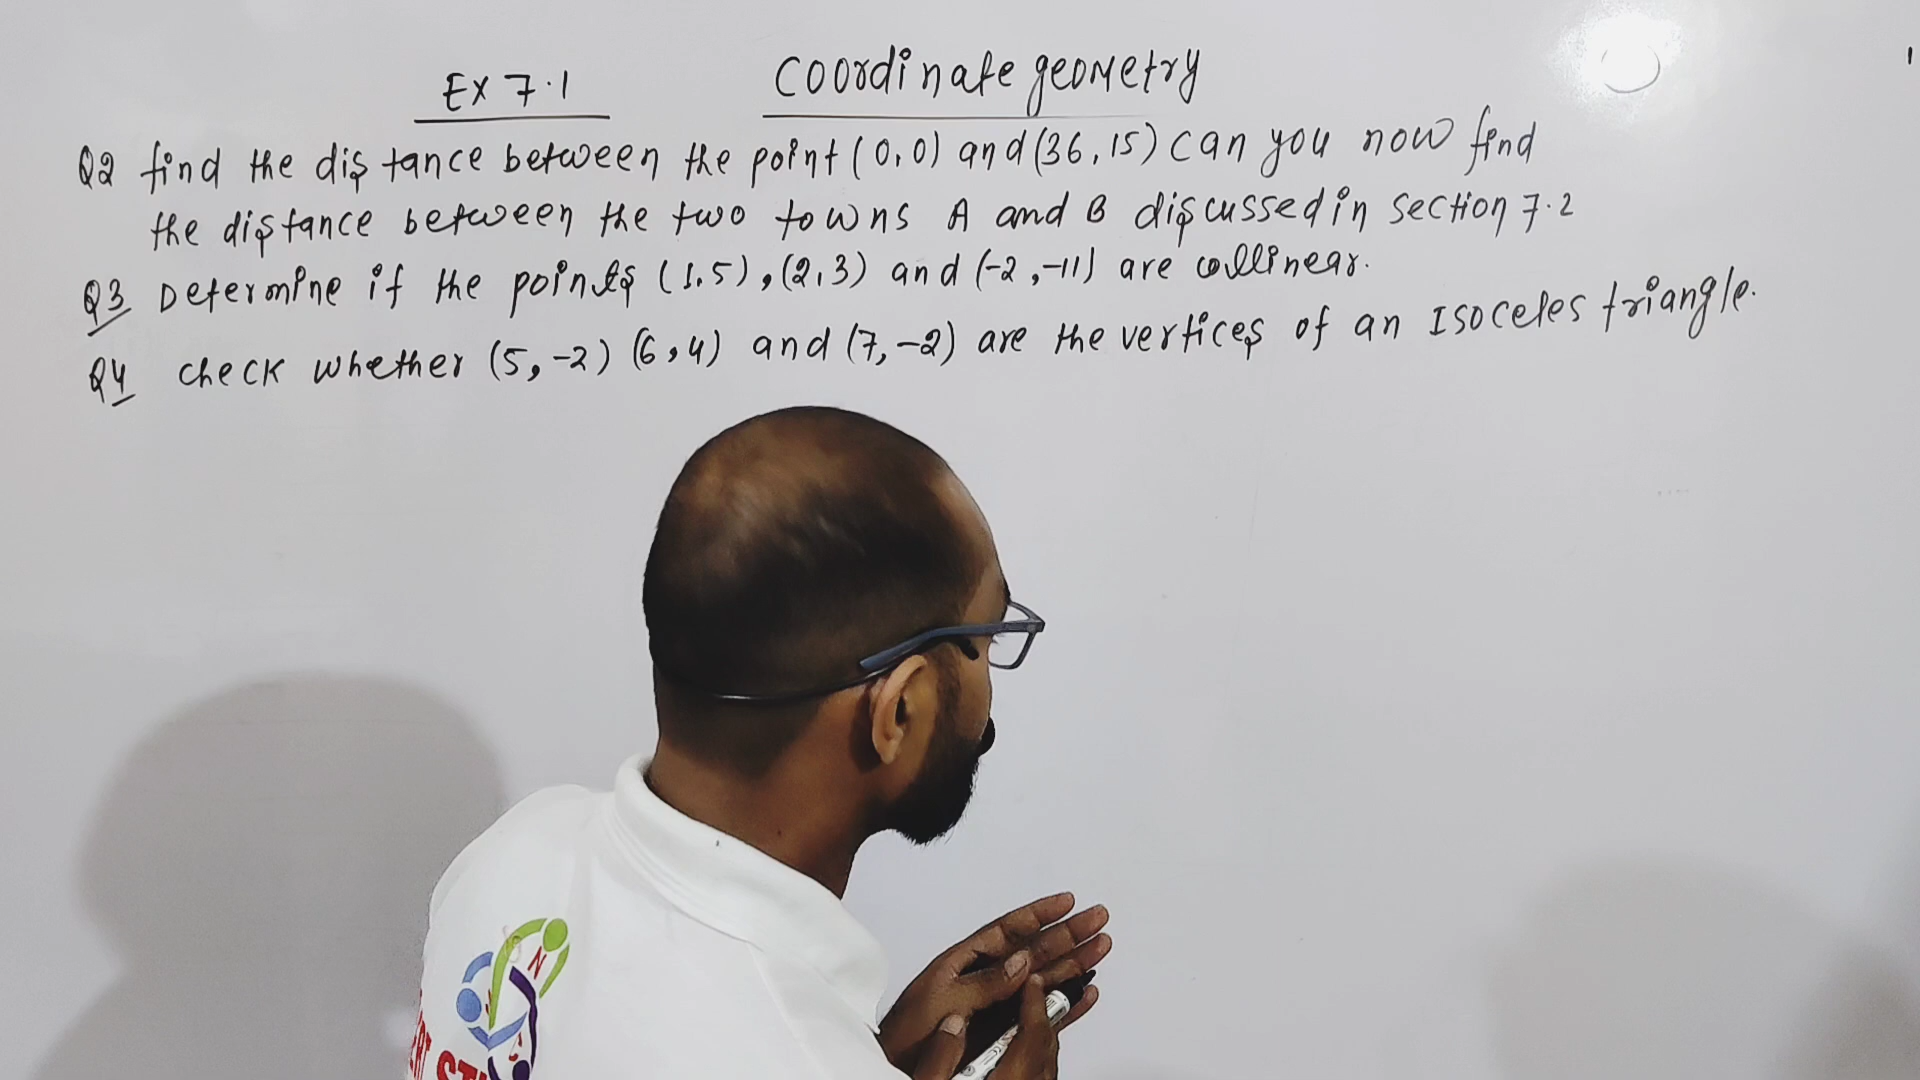 Ex 7.1
Coordinate geometry
Q2 find the distance between the point (0,0) and (36,15) can you now find
the distance between the two towns A and B discussed in section 7.2
Q3 Determine if the points (1.5), (2,3) and (-2,-11) are collinear.
Q4 check whether (5,-2) (6,4) and (7,-2) are the vertices of an Isoceles triangle.
N